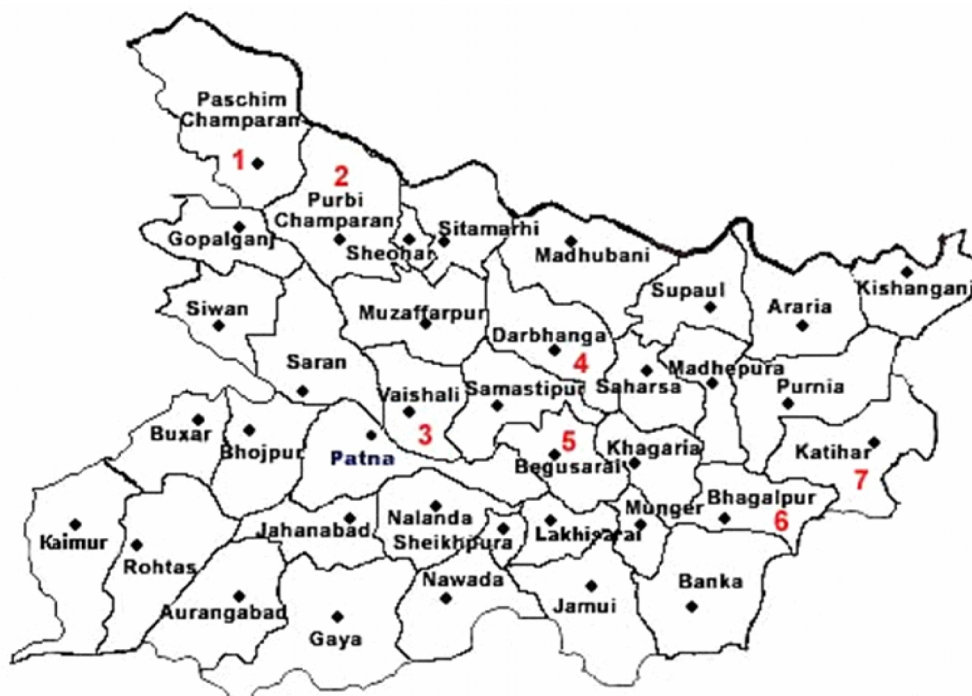 Paschim
Champaran
1
2
Purbi
Champaran
Gopalganj
Sheohar
Sitamarhi
Madhubani
Kishanganj
Siwan
Muzaffarpur
Supaul
Araria
Darbhanga
4
Saran
Vaishali
3
Samastipur
Saharsa
Madhepura
Purnia
Buxar
Bhojpur
Patna
5
Begusarai
Khagaria
Katihar
7
Kaimur
Rohtas
Jahanabad
Nalanda
Sheikhpura
Lakhisarai
Munger
Bhagalpur
6
Aurangabad
Gaya
Nawada
Jamui
Banka